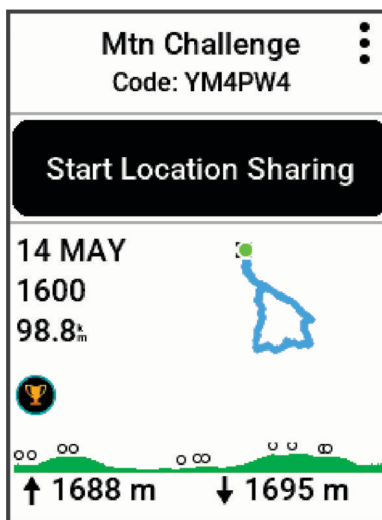 Mtn Challenge
Code: YM4PW4
Start Location Sharing
14 MAY
1600
98.8km
1688 m
1695 m